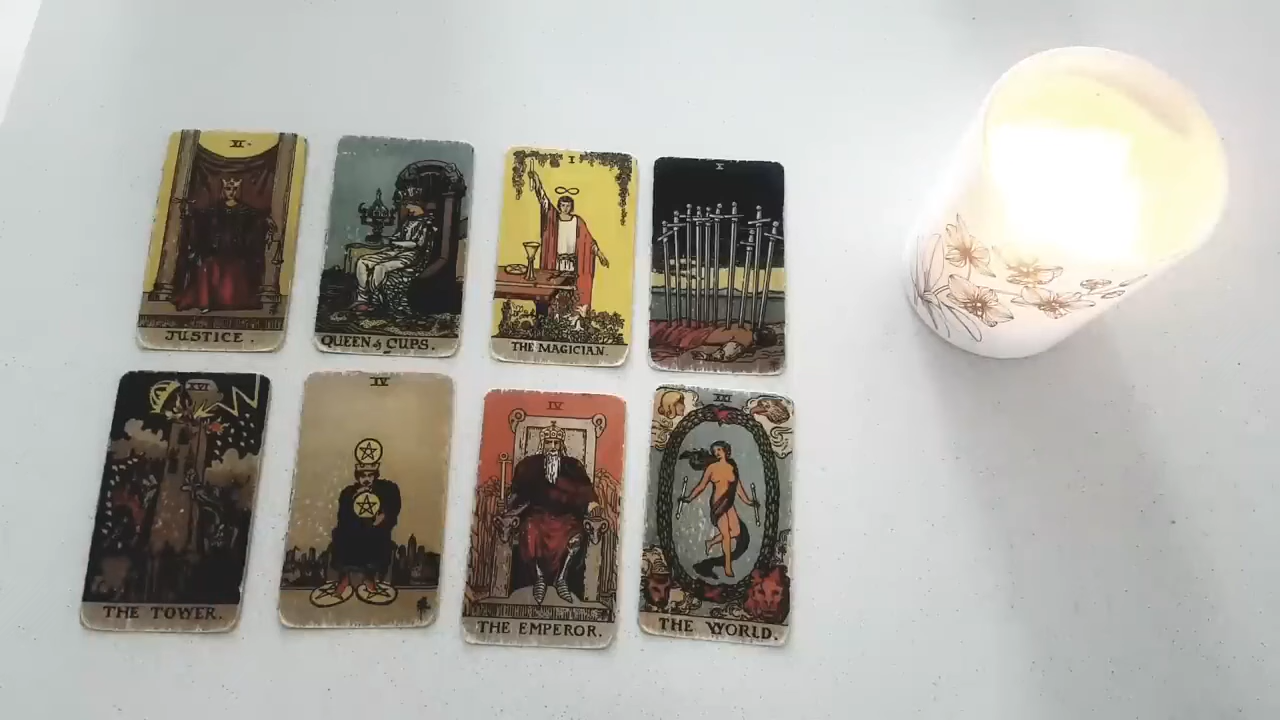 XI
JUSTICE.
QUEEN of CUPS.
I
THE MAGICIAN.
X
XVI
THE TOWER.
IV
IV
THE EMPEROR.
XXI
THE WORLD.